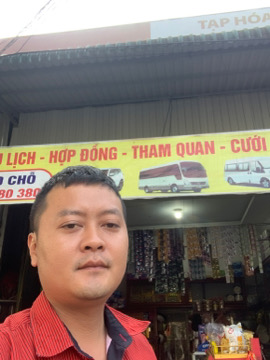 TẠP HÓA
LỊCH - HỢP ĐỒNG - THAM QUAN - CƯỚI
CHỖ
80 380